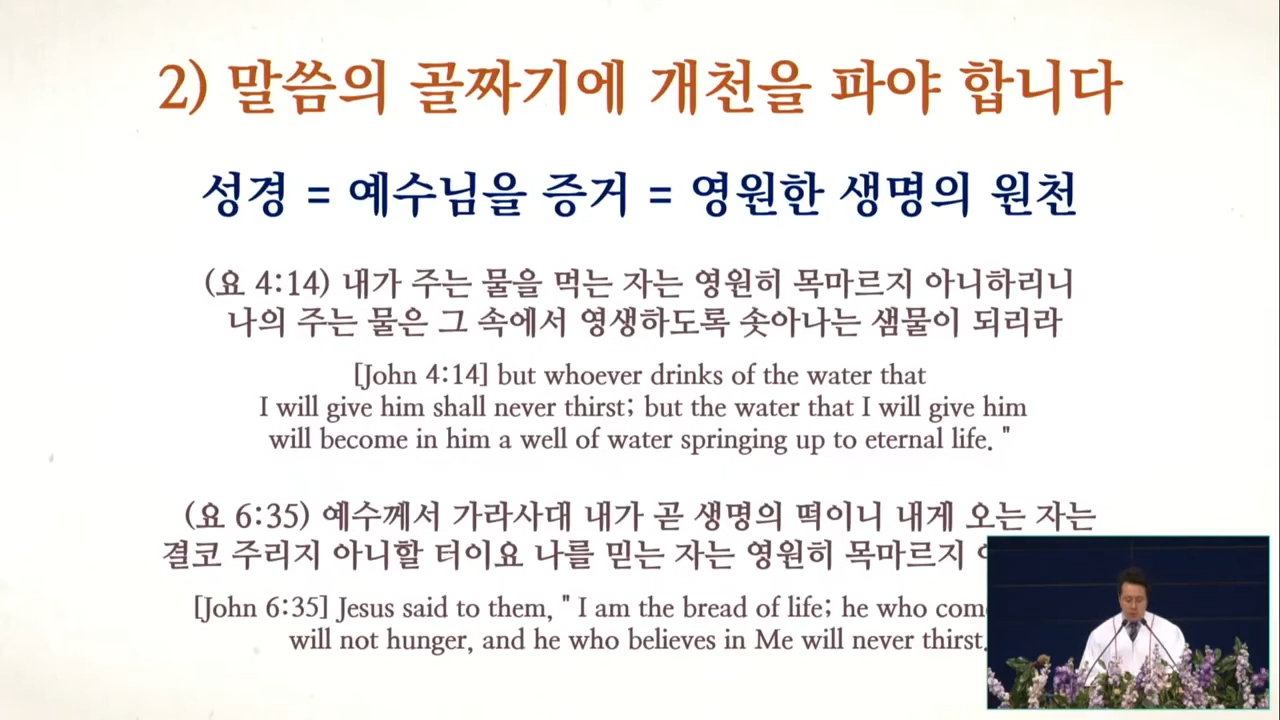 2) 말씀의 골짜기에 개천을 파야 합니다
성경 = 예수님을 증거 = 영원한 생명의 원천
(요 4:14) 내가 주는 물을 먹는 자는 영원히 목마르지 아니하리니
나의 주는 물은 그 속에서 영생하도록 솟아나는 샘물이 되리라
[John 4:14] but whoever drinks of the water that
I will give him shall never thirst; but the water that I will give him
will become in him a well of water springing up to eternal life. "
(요 6:35) 예수께서 가라사대 내가 곧 생명의 떡이니 내게 오는 자는
결코 주리지 아니할 터이요 나를 믿는 자는 영원히 목마르지
[John 6:35] Jesus said to them, " I am the bread of life; he who
will not hunger, and he who believes in Me will never thirst.